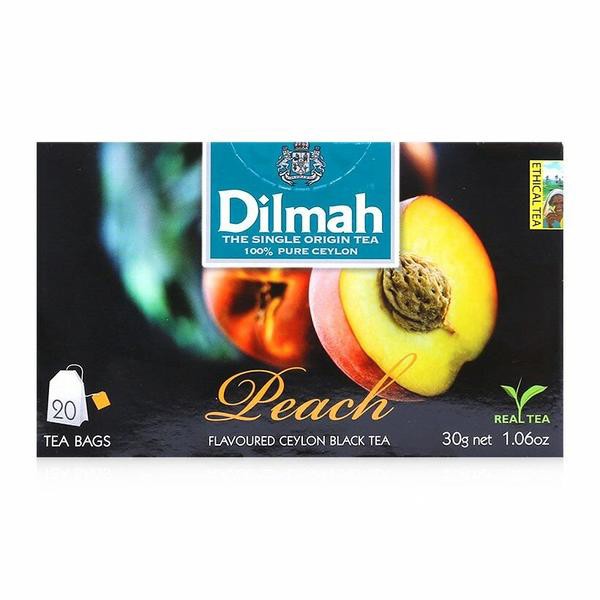 Dilmah
THE SINGLE ORIGIN TEA
100% PURE CEYLON
ETHICAL TEA
Peach
FLAVOURED CEYLON BLACK TEA
20
TEA BAGS
REAL TEA
30g net 1.06oz